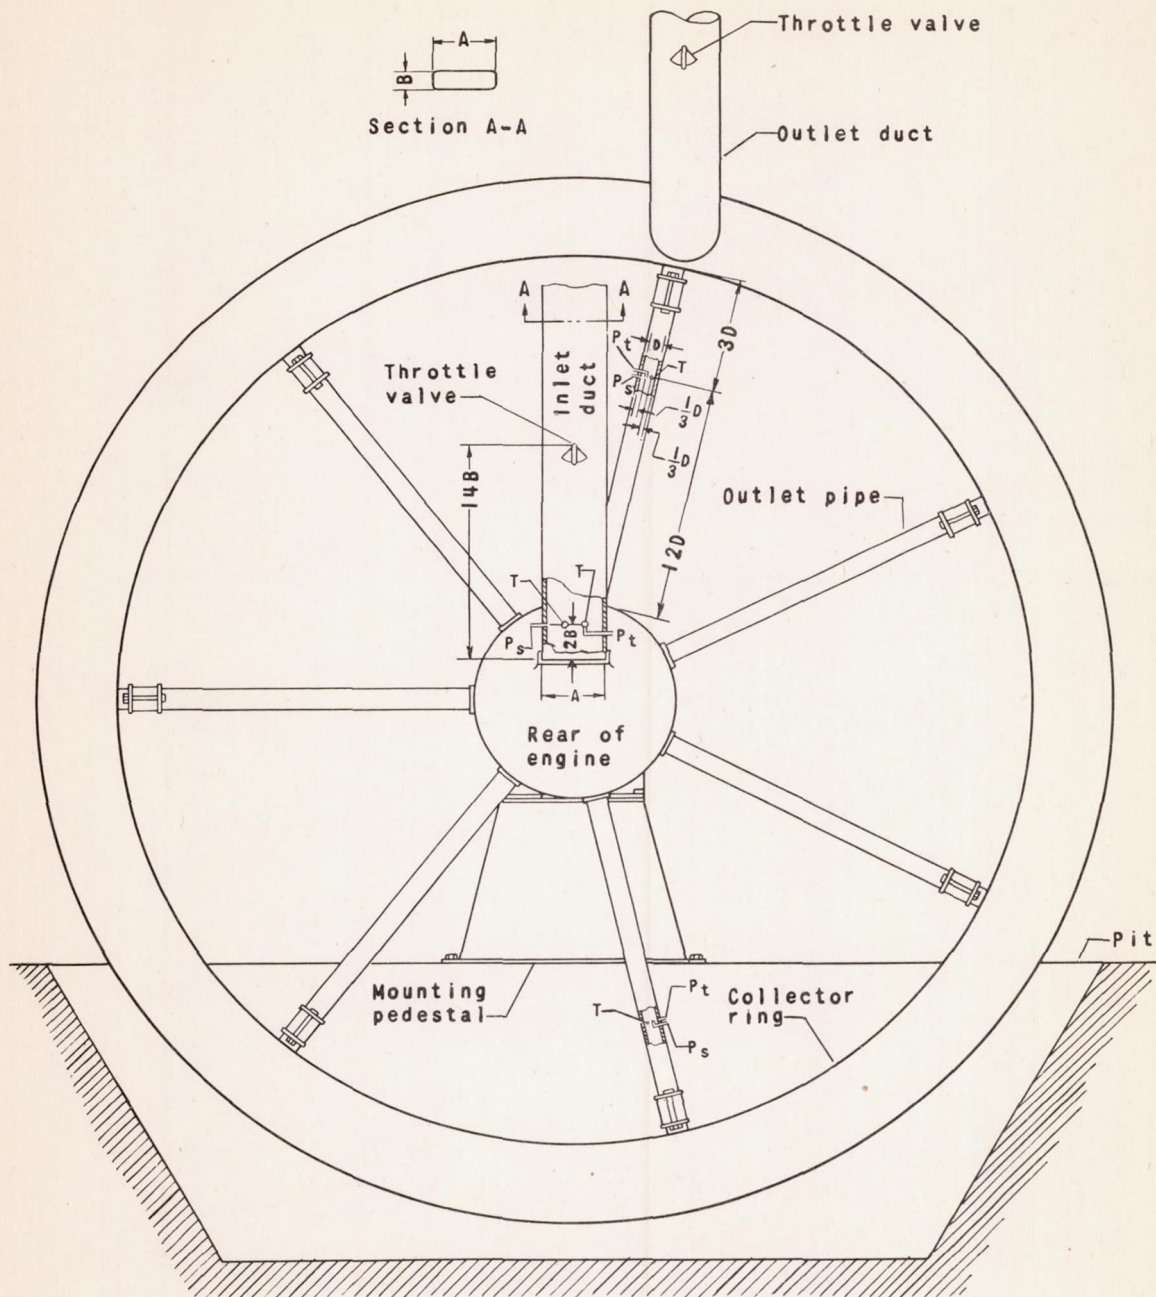 Throttle valve
A
B
Section A-A
Outlet duct
A A
Pt
D
T
Ps
3D
1/3 D
1/3 D
Inlet
duct
Throttle
valve
14B
Outlet pipe
12D
T
T
Ps
2B
Pt
A
Rear of
engine
Pit
Mounting
pedestal
T
Pt
Ps
Collector
ring